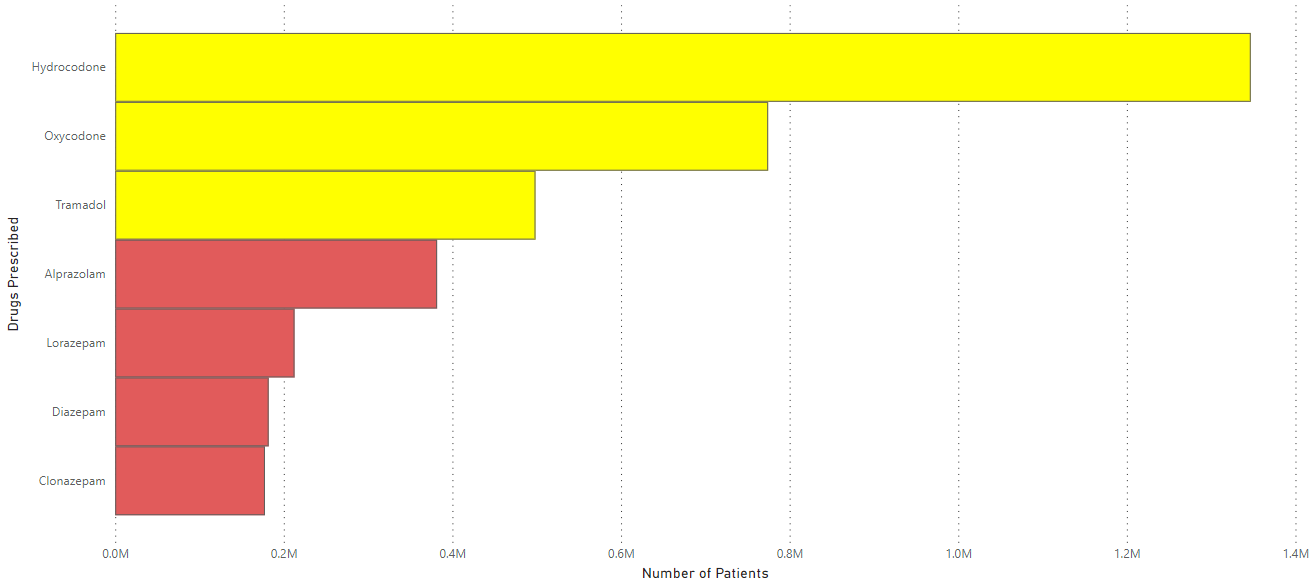 Drugs Prescribed
Hydrocodone
Oxycodone
Tramadol
Alprazolam
Lorazepam
Diazepam
Clonazepam
0.0M 0.2M 0.4M 0.6M 0.8M 1.0M 1.2M 1.4M
Number of Patients